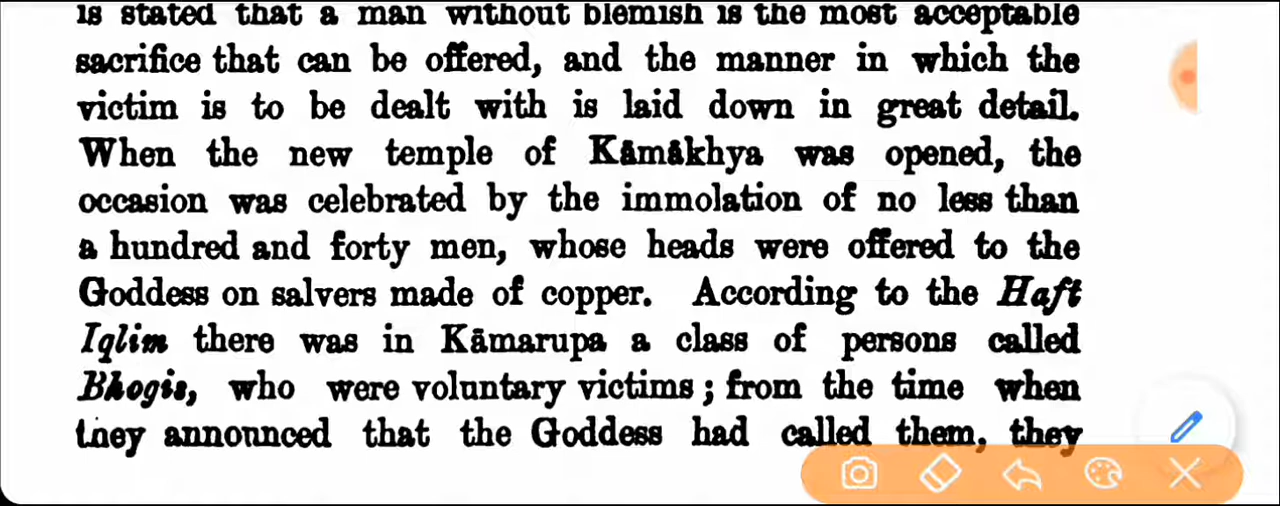 is stated that a man without blemish is the most acceptable
sacrifice that can be offered, and the manner in which the
victim is to be dealt with is laid down in great detail.
When the new temple of Kāmākhya was opened, the
occasion was celebrated by the immolation of no less than
a hundred and forty men, whose heads were offered to the
Goddess on salvers made of copper. According to the Haft
Iqlim there was in Kāmarupa a class of persons called
Bhogis, who were voluntary victims; from the time when
they announced that the Goddess had called them, they